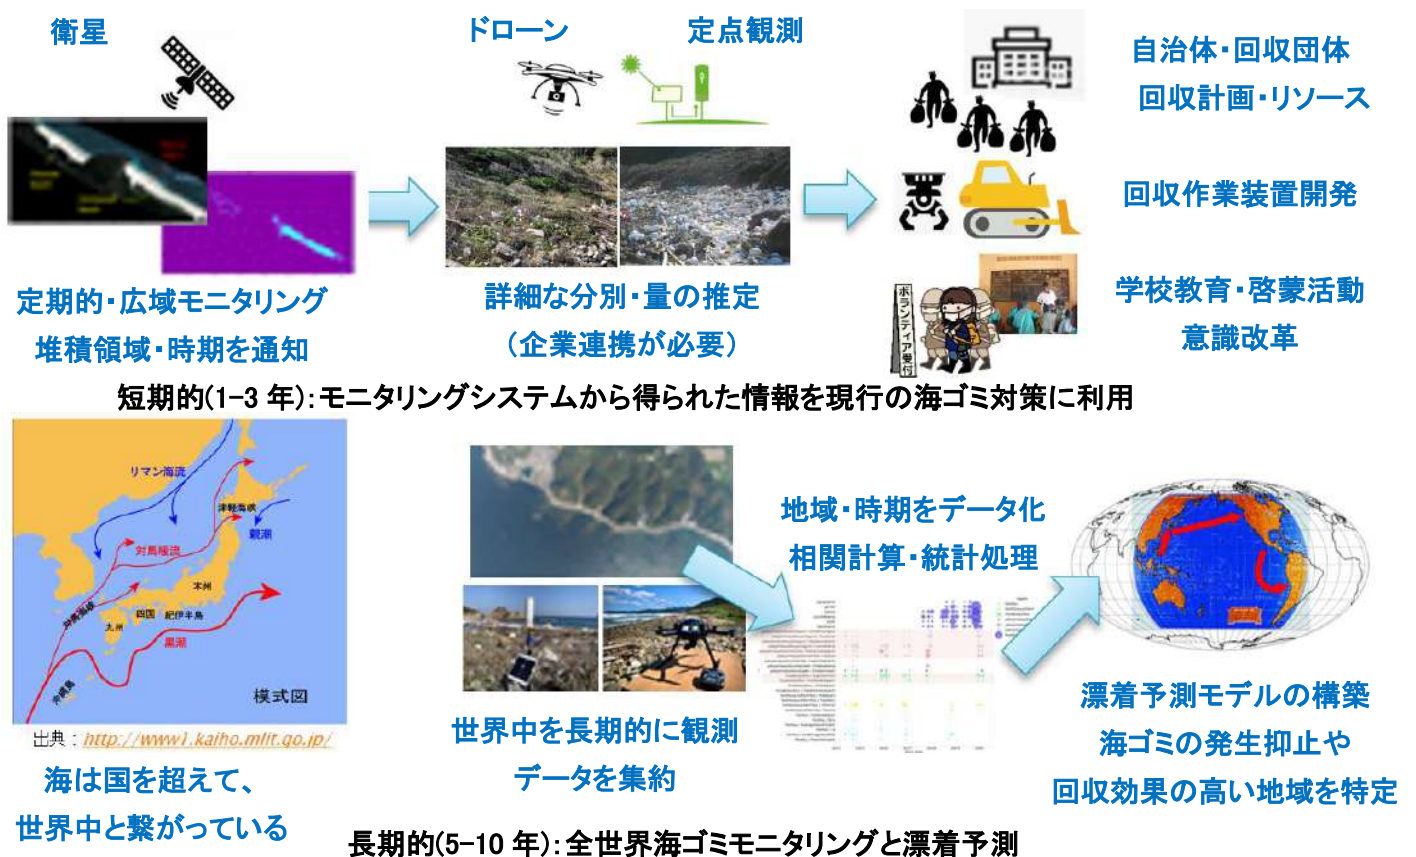 衛星
ドローン
定点観測
自治体・回収団体
回収計画・リソース
回収作業装置開発
ボランティア受付
学校教育・啓蒙活動
意識改革
定期的・広域モニタリング
堆積領域・時期を通知
詳細な分別・量の推定
（企業連携が必要）
短期的(1-3 年):モニタリングシステムから得られた情報を現行の海ゴミ対策に利用
リマン海流
津軽海峡
親潮
対馬暖流
本州
対馬海峡
四国
紀伊半島
九州
黒潮
沖縄島
模式図
出典：http://www1.kaiho.mlit.go.jp/
海は国を超えて、
世界中と繋がっている
世界中を長期的に観測
データを集約
地域・時期をデータ化
相関計算・統計処理
漂着予測モデルの構築
海ゴミの発生抑止や
回収効果の高い地域を特定
長期的(5-10 年):全世界海ゴミモニタリングと漂着予測